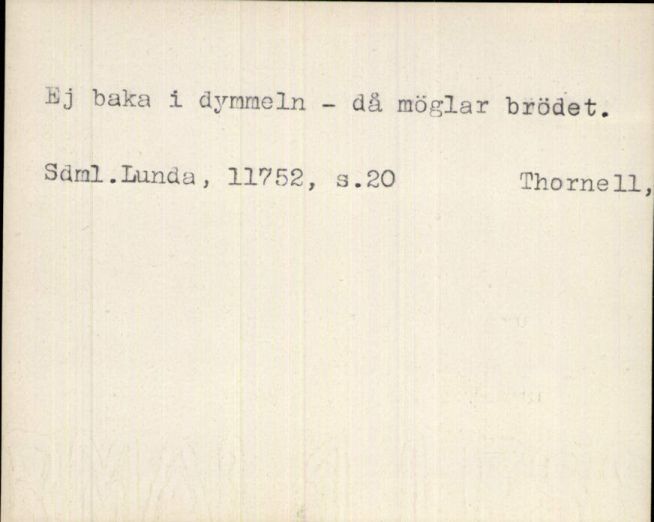 Ej baka i dymmeln - då möglar brödet.
Sdml.Lunda, 11752, s.20 Thornell,